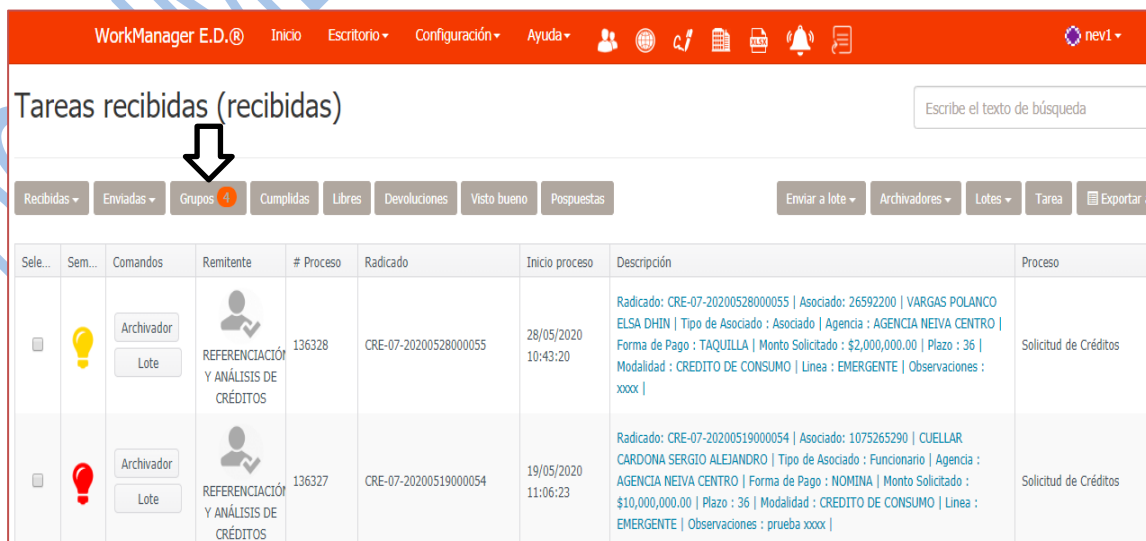 WorkManager E.D.® Inicio Escritorio Configuración Ayuda nev1
Tareas recibidas (recibidas)
Escribe el texto de búsqueda
Recibidas Enviadas Grupos 4 Cumplidas Libres Devoluciones Visto bueno Pospuestas Enviar a lote Archivadores Lotes Tarea Exportar
Sele... Sem... Comandos Remitente # Proceso Radicado Inicio proceso Descripción Proceso
Archivador
Lote
REFERENCIACIÓN
Y ANÁLISIS DE
CRÉDITOS
136328
CRE-07-20200528000055
28/05/2020
10:43:20
Radicado: CRE-07-20200528000055 | Asociado: 26592200 | VARGAS POLANCO
ELSA DHIN | Tipo de Asociado : Asociado | Agencia : AGENCIA NEIVA CENTRO |
Forma de Pago : TAQUILLA | Monto Solicitado : $2,000,000.00 | Plazo : 36 |
Modalidad : CREDITO DE CONSUMO | Linea : EMERGENTE | Observaciones :
xxxx |
Solicitud de Créditos
Archivador
Lote
REFERENCIACIÓN
Y ANÁLISIS DE
CRÉDITOS
136327
CRE-07-20200519000054
19/05/2020
11:06:23
Radicado: CRE-07-20200519000054 | Asociado: 1075265290 | CUELLAR
CARDONA SERGIO ALEJANDRO | Tipo de Asociado : Funcionario | Agencia :
AGENCIA NEIVA CENTRO | Forma de Pago : NOMINA | Monto Solicitado :
$10,000,000.00 | Plazo : 36 | Modalidad : CREDITO DE CONSUMO | Linea :
EMERGENTE | Observaciones : prueba xxxx |
Solicitud de Créditos